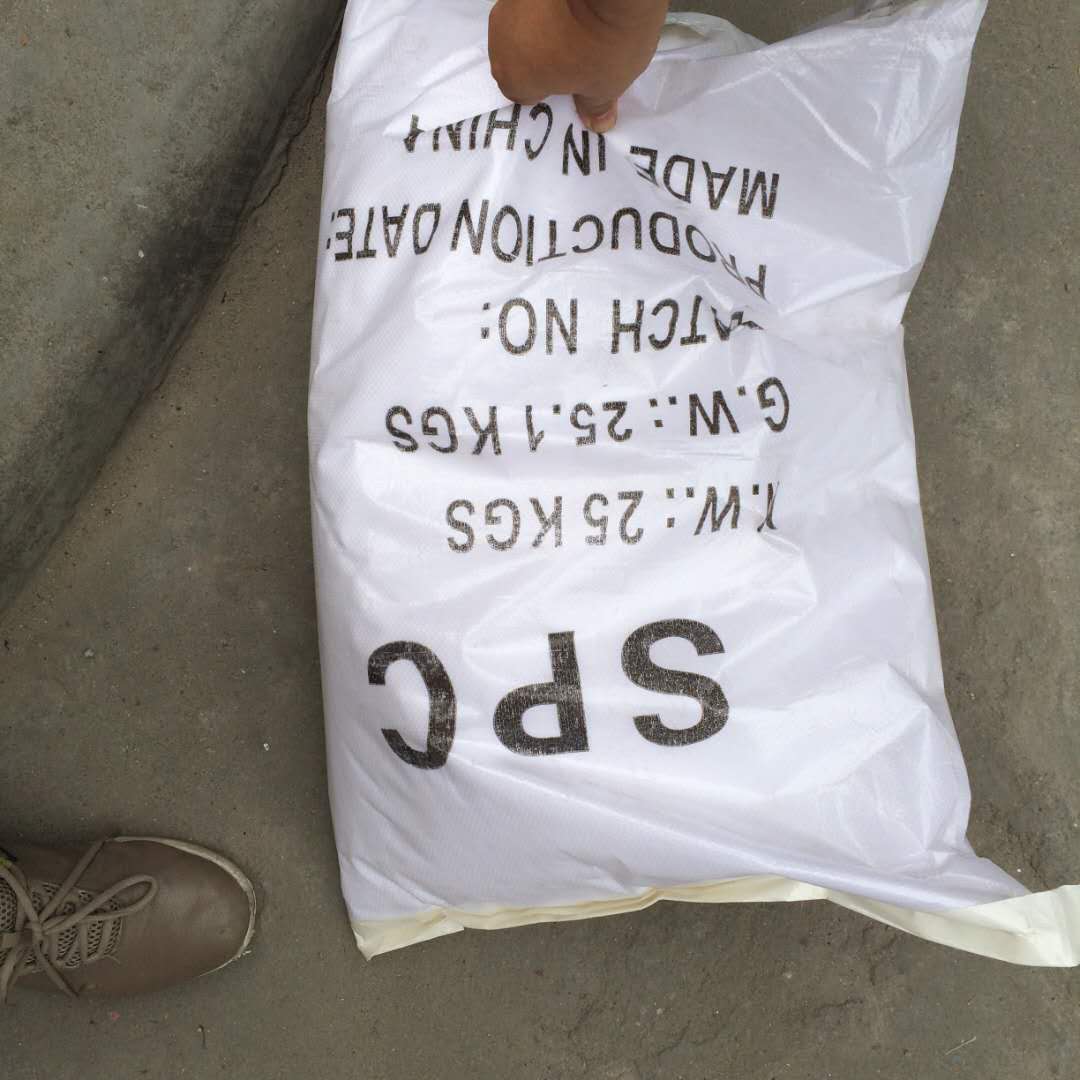 SPC
N.W.: 25 KGS
G.W.: 25.1 KGS
BATCH NO:
PRODUCTION DATE:
MADE IN CHINA